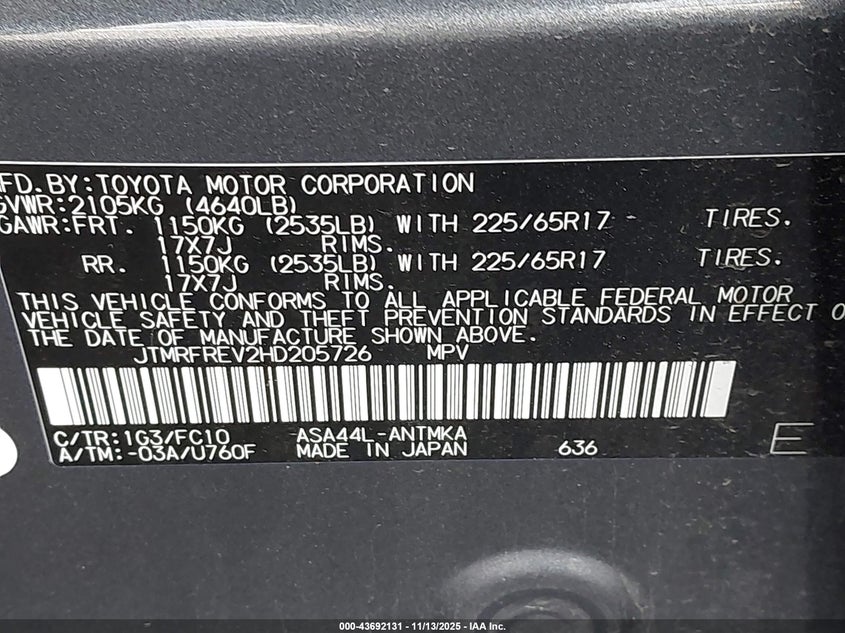 FD.BY:TOYOTA MOTOR CORPORATION
GVWR:2105KG (4640LB)
GAWR:FRT. 1150KG (2535LB) WITH 225/65R17 TIRES.
17X7J RIMS.
RR. 1150KG (2535LB) WITH 225/65R17 TIRES.
17X7J RIMS.
THIS VEHICLE CONFORMS TO ALL APPLICABLE FEDERAL MOTOR
VEHICLE SAFETY AND THEFT PREVENTION STANDARDS IN EFFECT O
THE DATE OF MANUFACTURE SHOWN ABOVE.
JTMRFREV2HD205726 MPV
C/TR:1G3/FC10 ASA44L-ANTMKA
A/TM:-03A/U760F MADE IN JAPAN 636 E
000-43692131 - 11/13/2025 - IAA Inc.